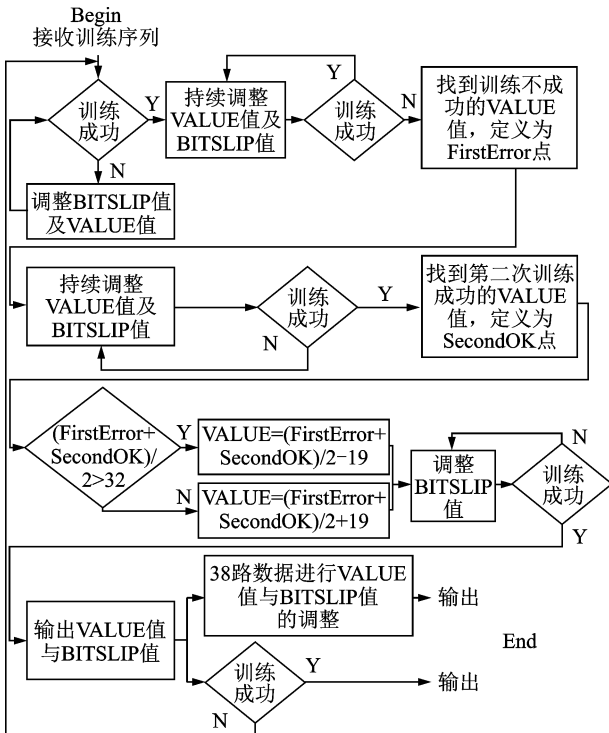 Begin
接收训练序列
训练
成功
Y
N
调整BITSLIP值
及VALUE值
持续调整
VALUE值及
BITSLIP值
Y
训练
成功
N
找到训练不成
功的VALUE
值，定义为
FirstError点
持续调整
VALUE值及
BITSLIP值
训练
成功
Y
N
找到第二次训练
成功的VALUE
值，定义为
SecondOK点
(FirstError+
SecondOK)/
2>32
Y
N
VALUE=(FirstError+
SecondOK)/2−19
VALUE=(FirstError+
SecondOK)/2+19
调整
BITSLIP
值
N
训练
成功
Y
输出VALUE值
与BITSLIP值
38路数据进行VALUE
值与BITSLIP值
的调整
输出
End
训练
成功
Y
输出
N